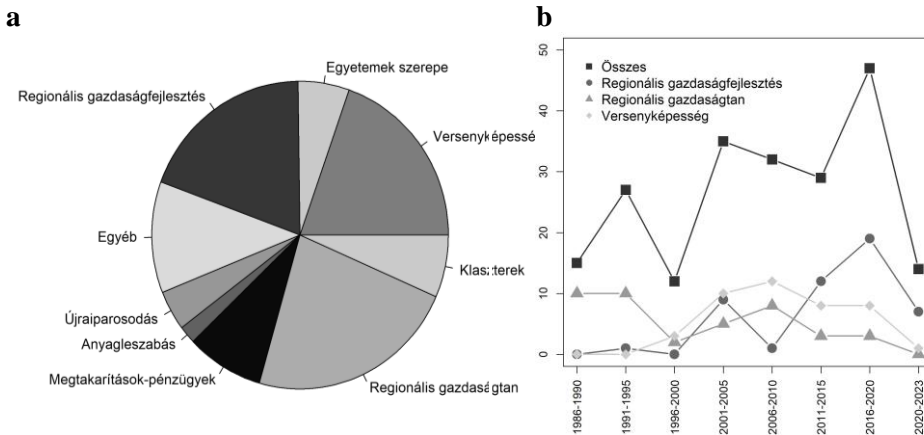 a
Egyetemek szerepe
Regionális gazdaságfejlesztés
Versenyképessé
Egyéb
Klaszterek
Újraiparosodás
Anyagleszabás
Megtakarítások-pénzügyek
Regionális gazdaságtan
b
50
40
30
20
10
0
Összes
Regionális gazdaságfejlesztés
Regionális gazdaságtan
Versenyképesség
1986-1990
1991-1995
1996-2000
2001-2005
2006-2010
2011-2015
2016-2020
2020-2023